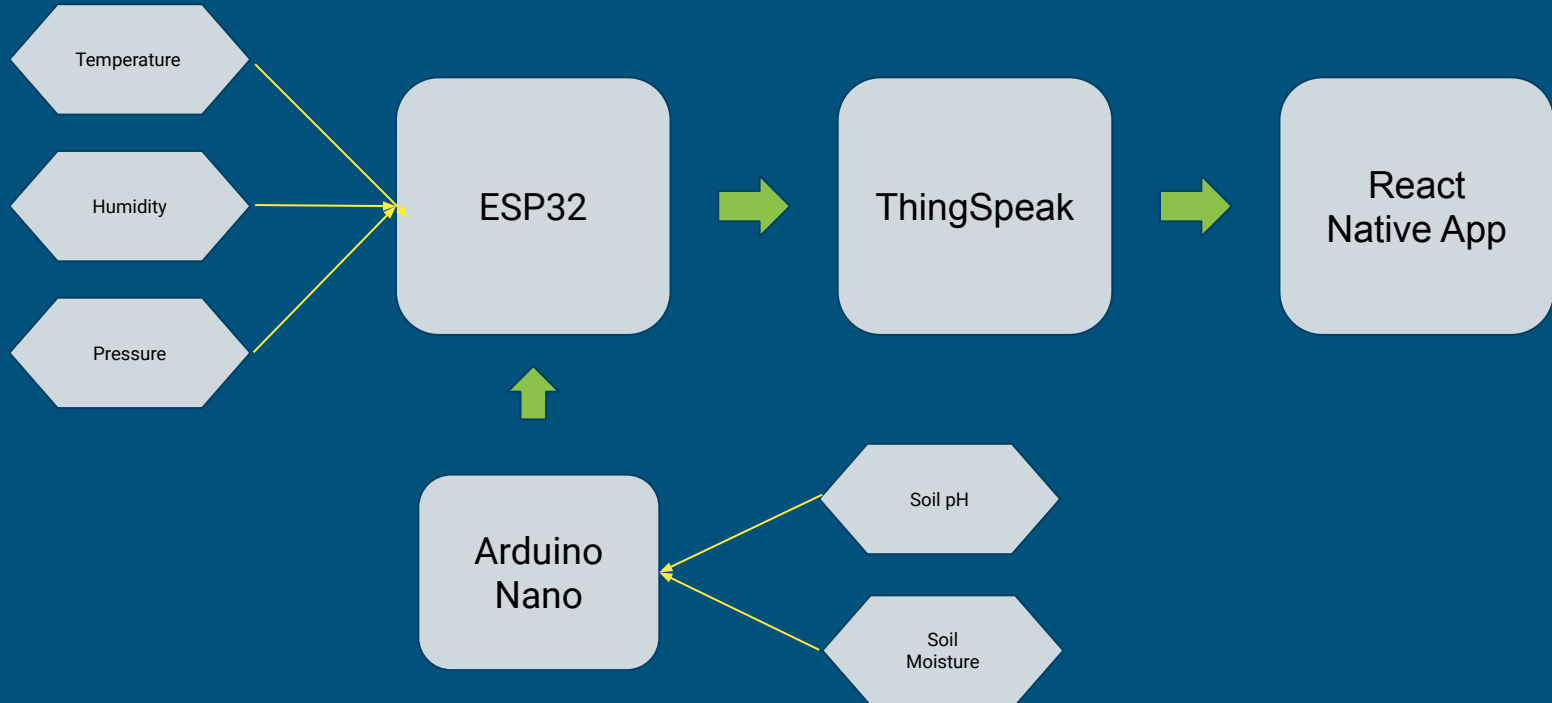 Temperature
Humidity
Pressure
ESP32
ThingSpeak
React
Native App
Arduino
Nano
Soil pH
Soil
Moisture